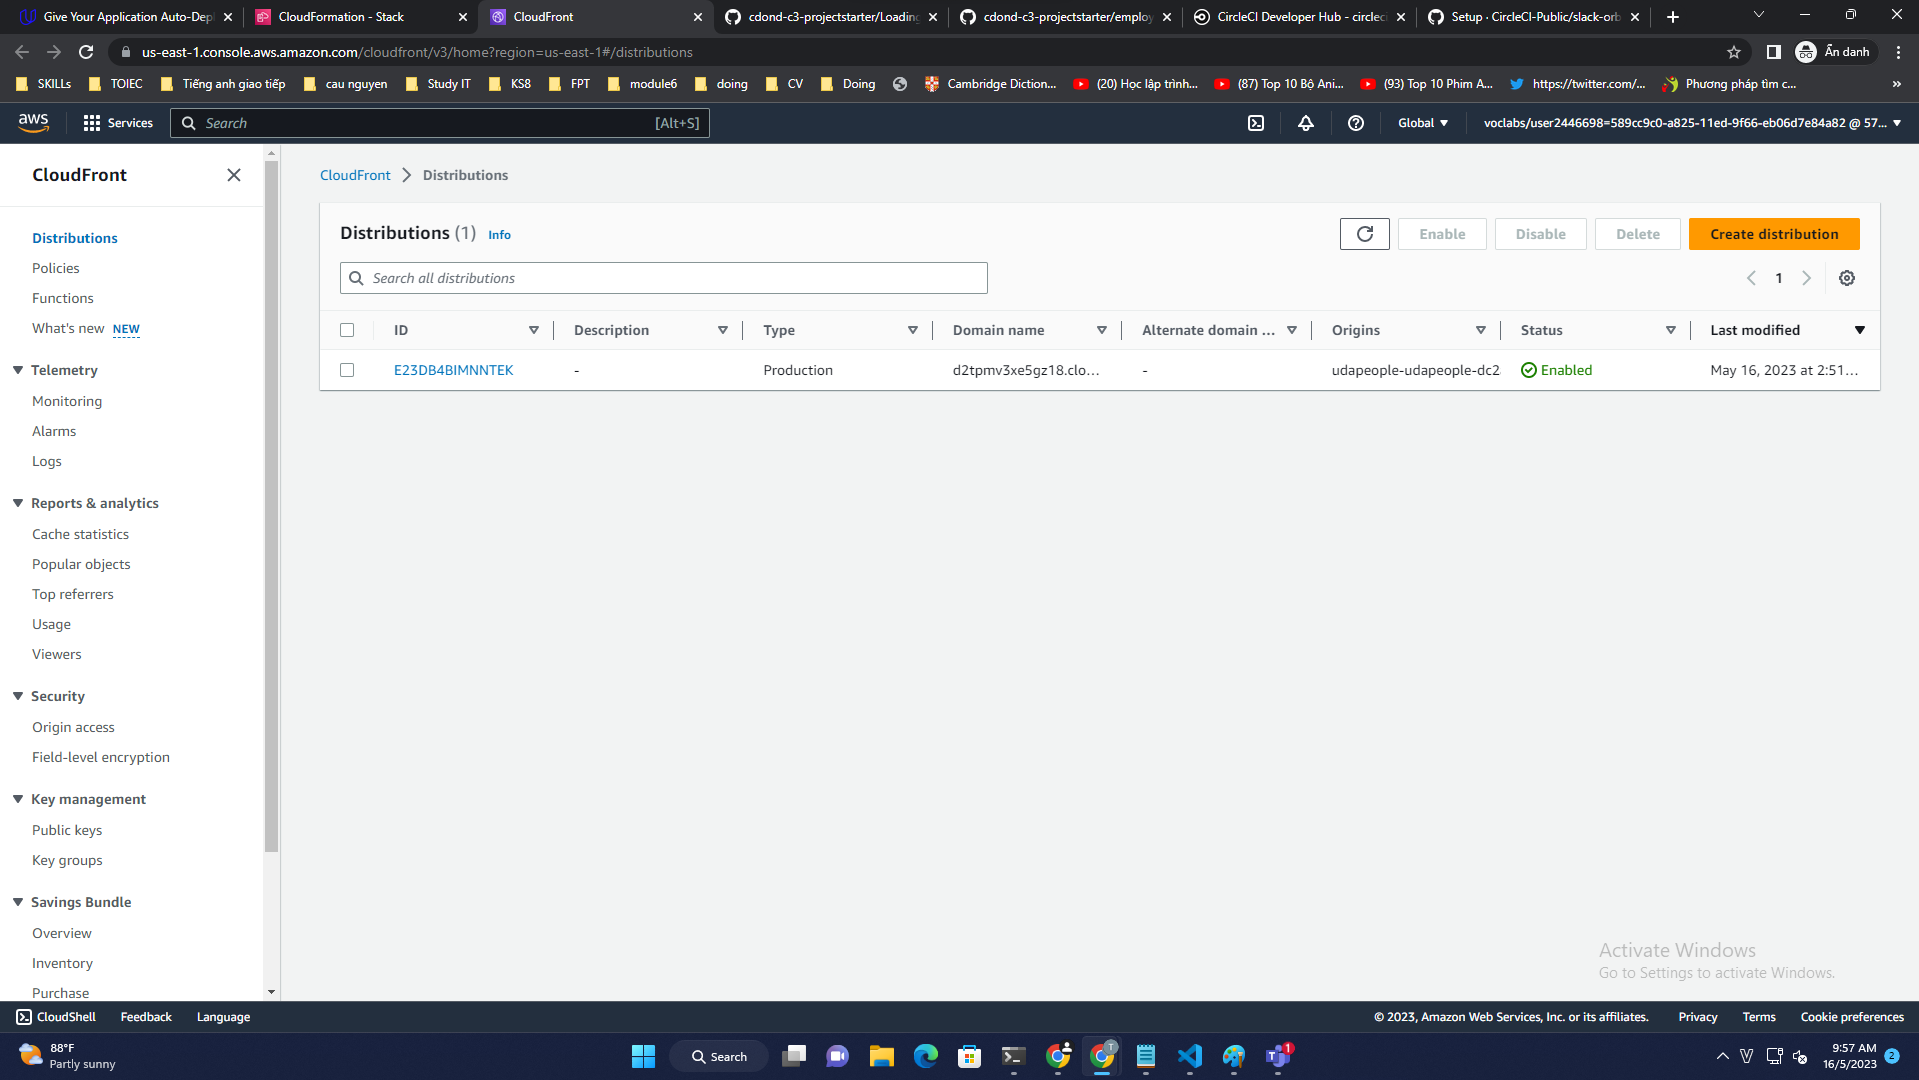 Give Your Application Auto-Dep
CloudFormation - Stack
CloudFront
cdond-c3-projectstarter/Loading
cdond-c3-projectstarter/employ
CircleCI Developer Hub - circleci
Setup · CircleCI-Public/slack-orb
us-east-1.console.aws.amazon.com/cloudfront/v3/home?region=us-east-1#/distributions
Ẩn danh
SKILLs
TOIEC
Tiếng anh giao tiếp
cau nguyen
Study IT
KS8
FPT
module6
doing
CV
Doing
Cambridge Diction...
(20) Học lập trình...
(87) Top 10 Bộ Ani...
(93) Top 10 Phim A...
https://twitter.com/...
Phương pháp tìm c...
»
aws
Services
Search
[Alt+S]
Global
voclabs/user2446698=589cc9c0-a825-11ed-9f66-eb06d7e84a82 @ 57...
CloudFront
Distributions
Policies
Functions
What's new NEW
Telemetry
Monitoring
Alarms
Logs
Reports & analytics
Cache statistics
Popular objects
Top referrers
Usage
Viewers
Security
Origin access
Field-level encryption
Key management
Public keys
Key groups
Savings Bundle
Overview
Inventory
Purchase
CloudFront
Distributions
Distributions (1) Info
Enable
Disable
Delete
Create distribution
Search all distributions
1
ID
Description
Type
Domain name
Alternate domain ...
Origins
Status
Last modified
E23DB4BIMNNTEK
-
Production
d2tpmv3xe5gz18.clo...
-
udapeople-udapeople-dc2
Enabled
May 16, 2023 at 2:51...
Activate Windows
Go to Settings to activate Windows.
CloudShell
Feedback
Language
© 2023, Amazon Web Services, Inc. or its affiliates.
Privacy
Terms
Cookie preferences
88°F
Partly sunny
Search
T
1
V
9:57 AM
16/5/2023
2